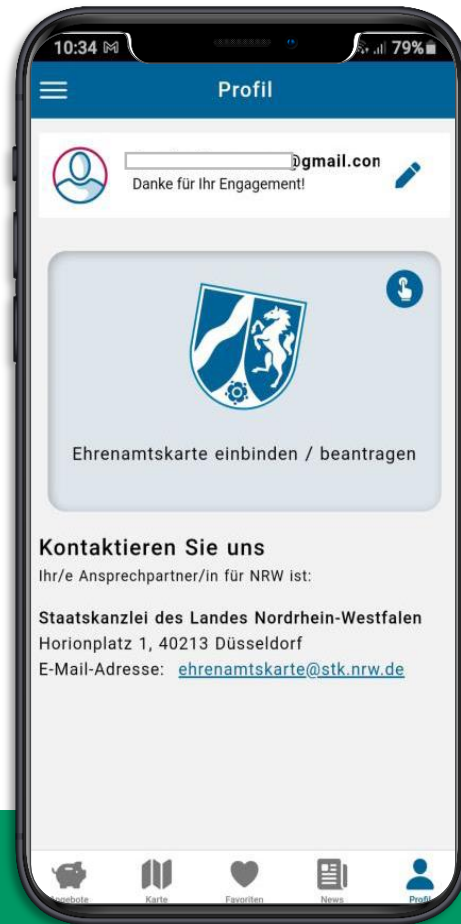 10:34
79%
Profil
@gmail.con
Danke für Ihr Engagement!
Ehrenamtskarte einbinden / beantragen
Kontaktieren Sie uns
Ihr/e Ansprechpartner/in für NRW ist:
Staatskanzlei des Landes Nordrhein-Westfalen
Horionplatz 1, 40213 Düsseldorf
E-Mail-Adresse: ehrenamtskarte@stk.nrw.de
Angebote Karte Favoriten News Profil